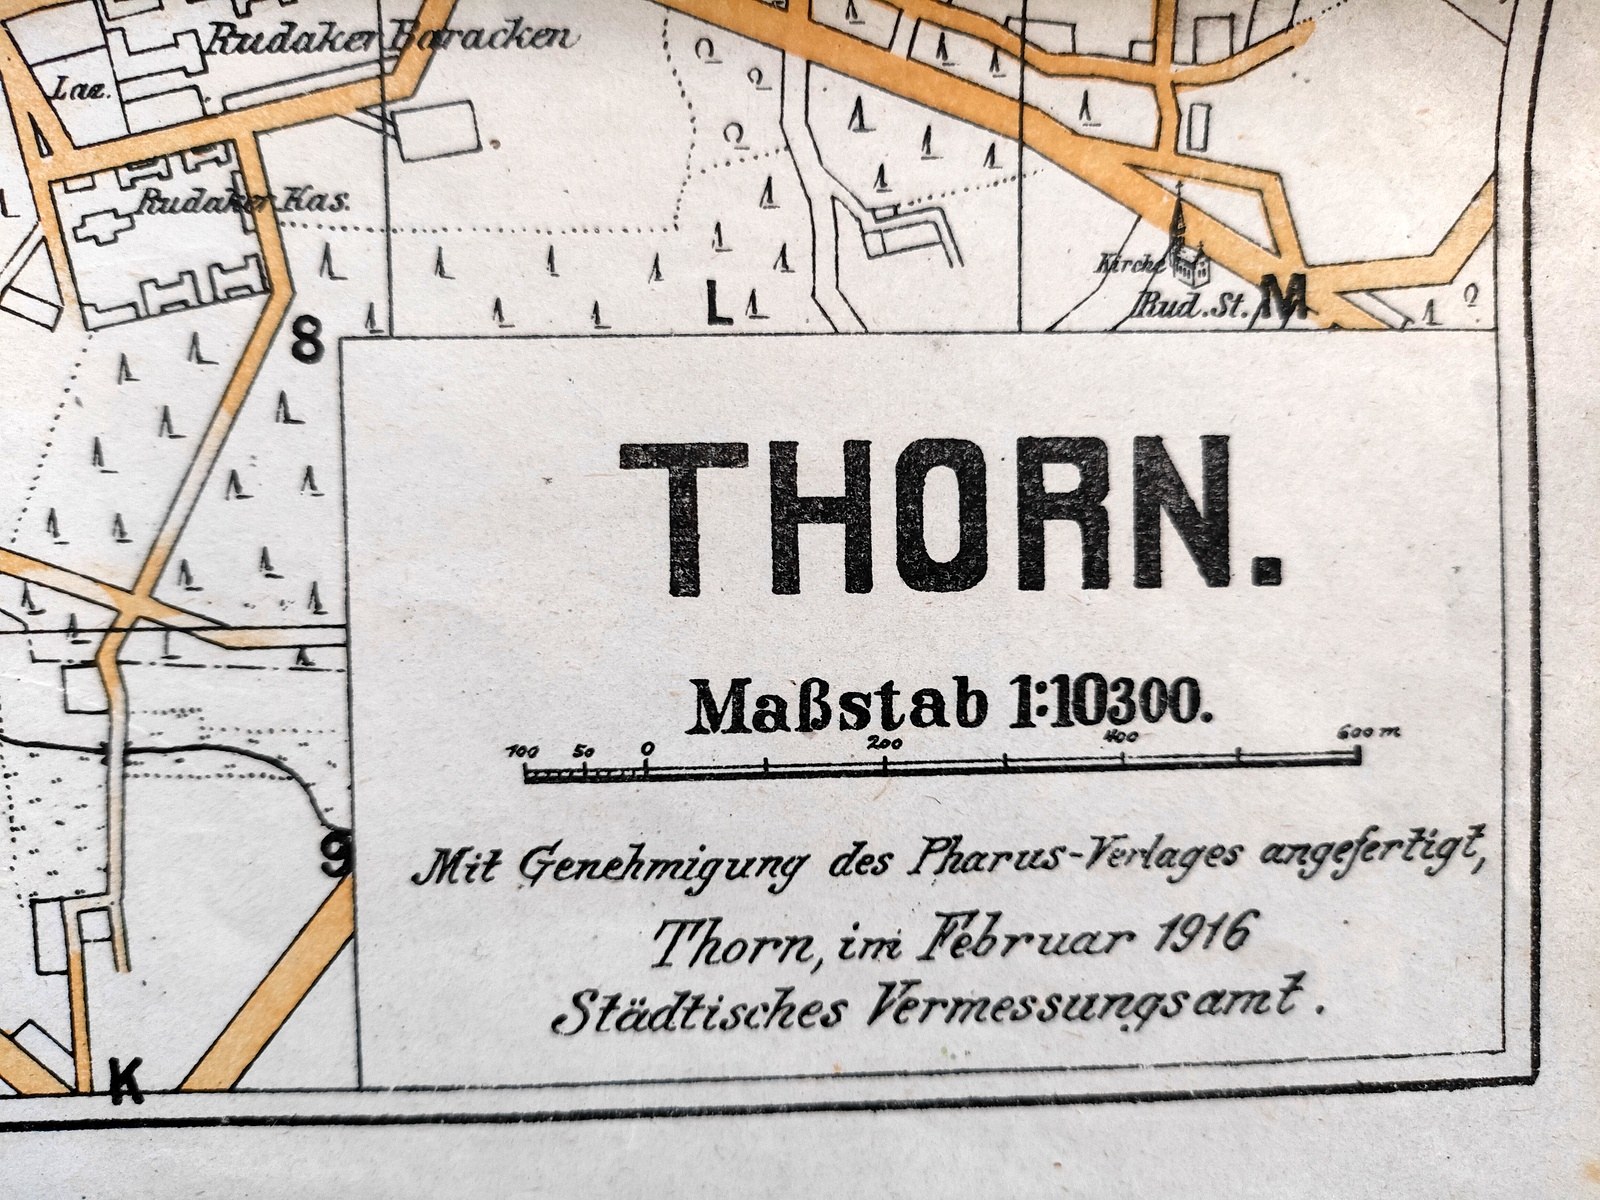 Rudaker Baracken
Laz.
Rudaker Kas.
Kirche
Rud. St.
L
M
8
THORN.
Maßstab 1:10300.
100 50 0 200 400 600 m
9
Mit Genehmigung des Pharus-Verlages angefertigt,
Thorn, im Februar 1916
Städtisches Vermessungsamt.
K